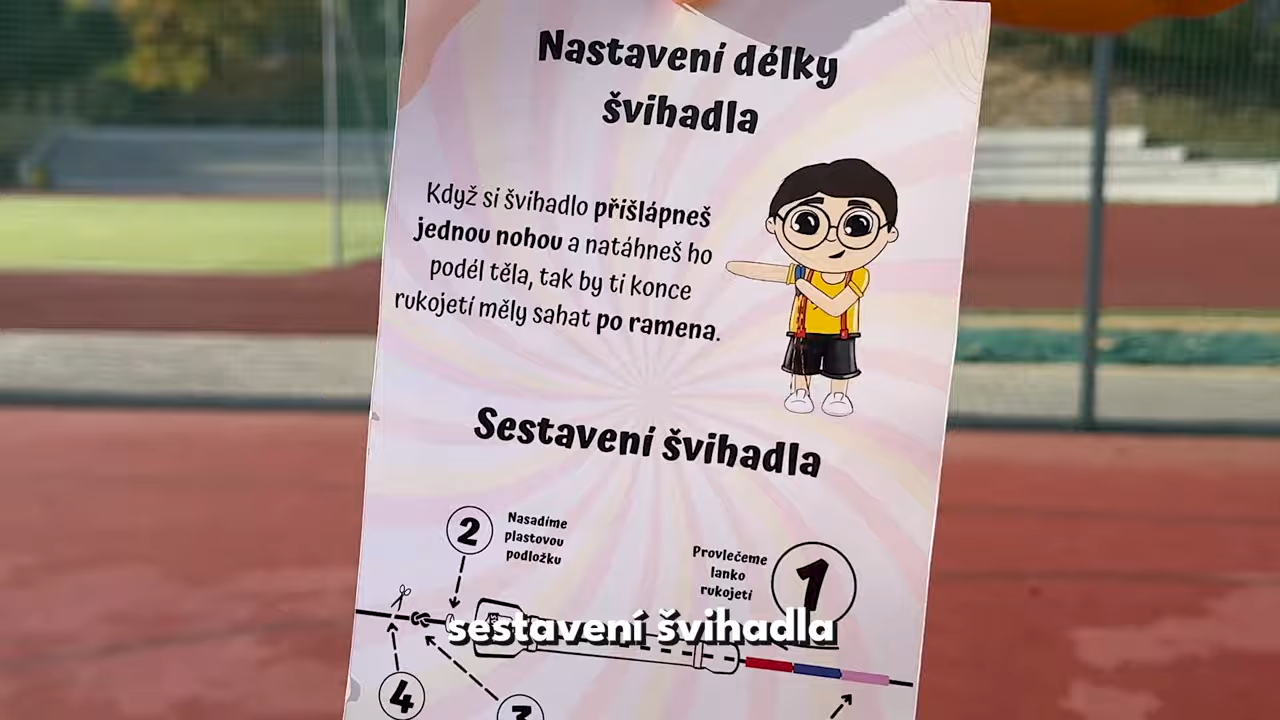 Nastavení délky
švihadla
Když si švihadlo přišlápneš
jednou nohou a natáhneš ho
podél těla, tak by ti konce
rukojetí měly sahat po ramena.
Sestavení švihadla
2
Nasadíme
plastovou
podložku
Provlečeme
lanko
rukojetí
1
sestavení švihadla
4
3